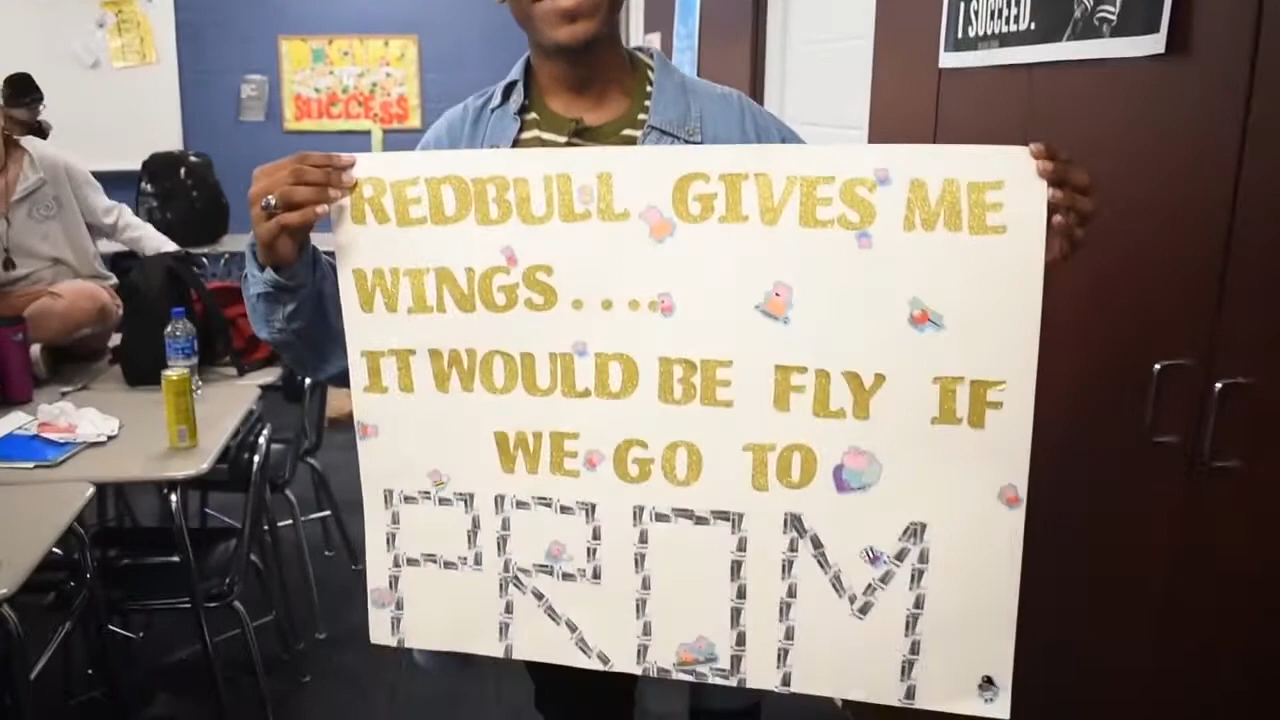 I SUCCEED.
SUCCESS
REDBULL GIVES ME
WINGS....
IT WOULD BE FLY IF
WE GO TO
PROM